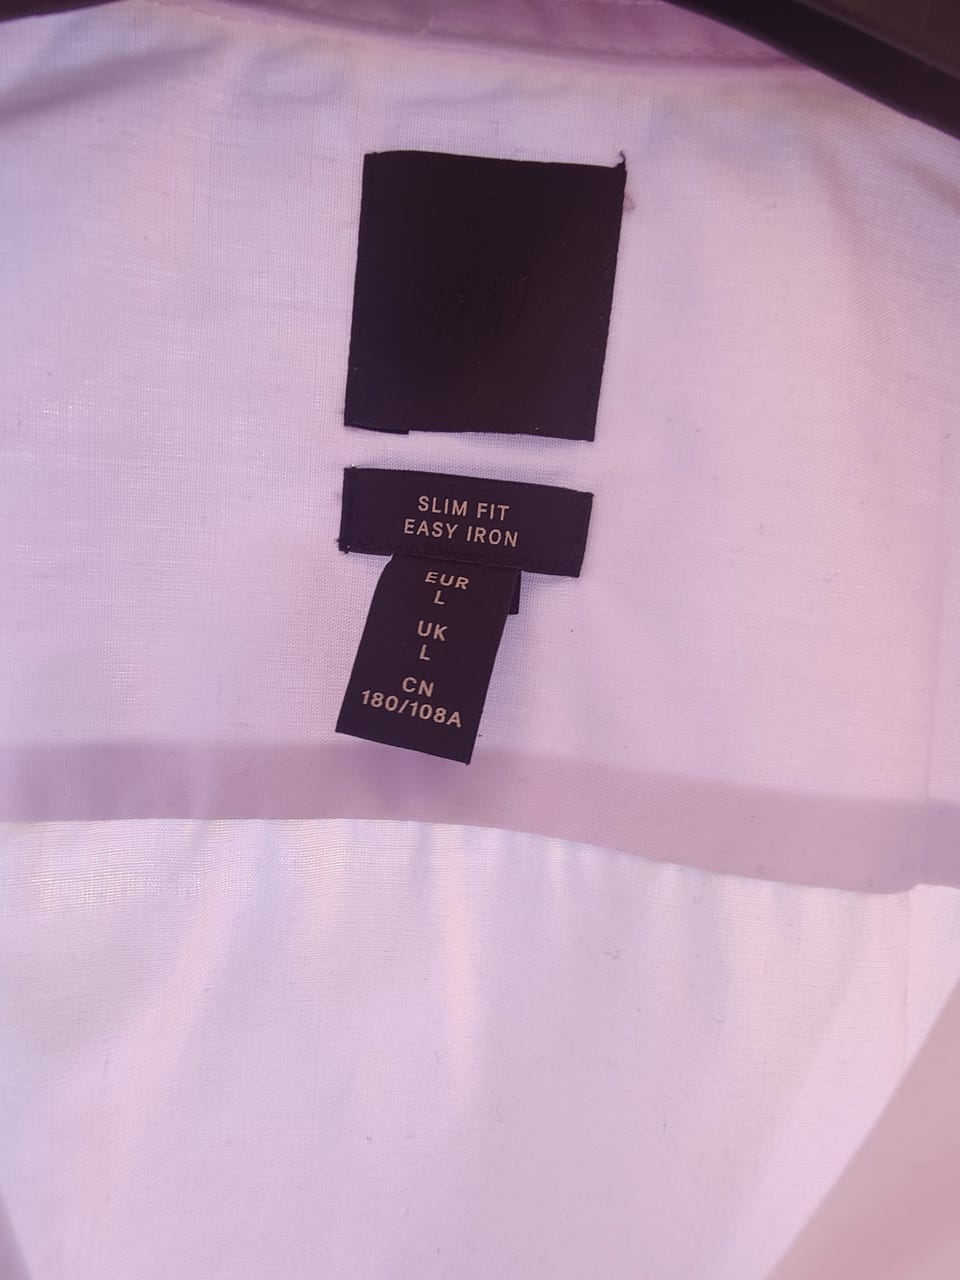 SLIM FIT
EASY IRON
EUR
L
UK
L
CN
180/108A